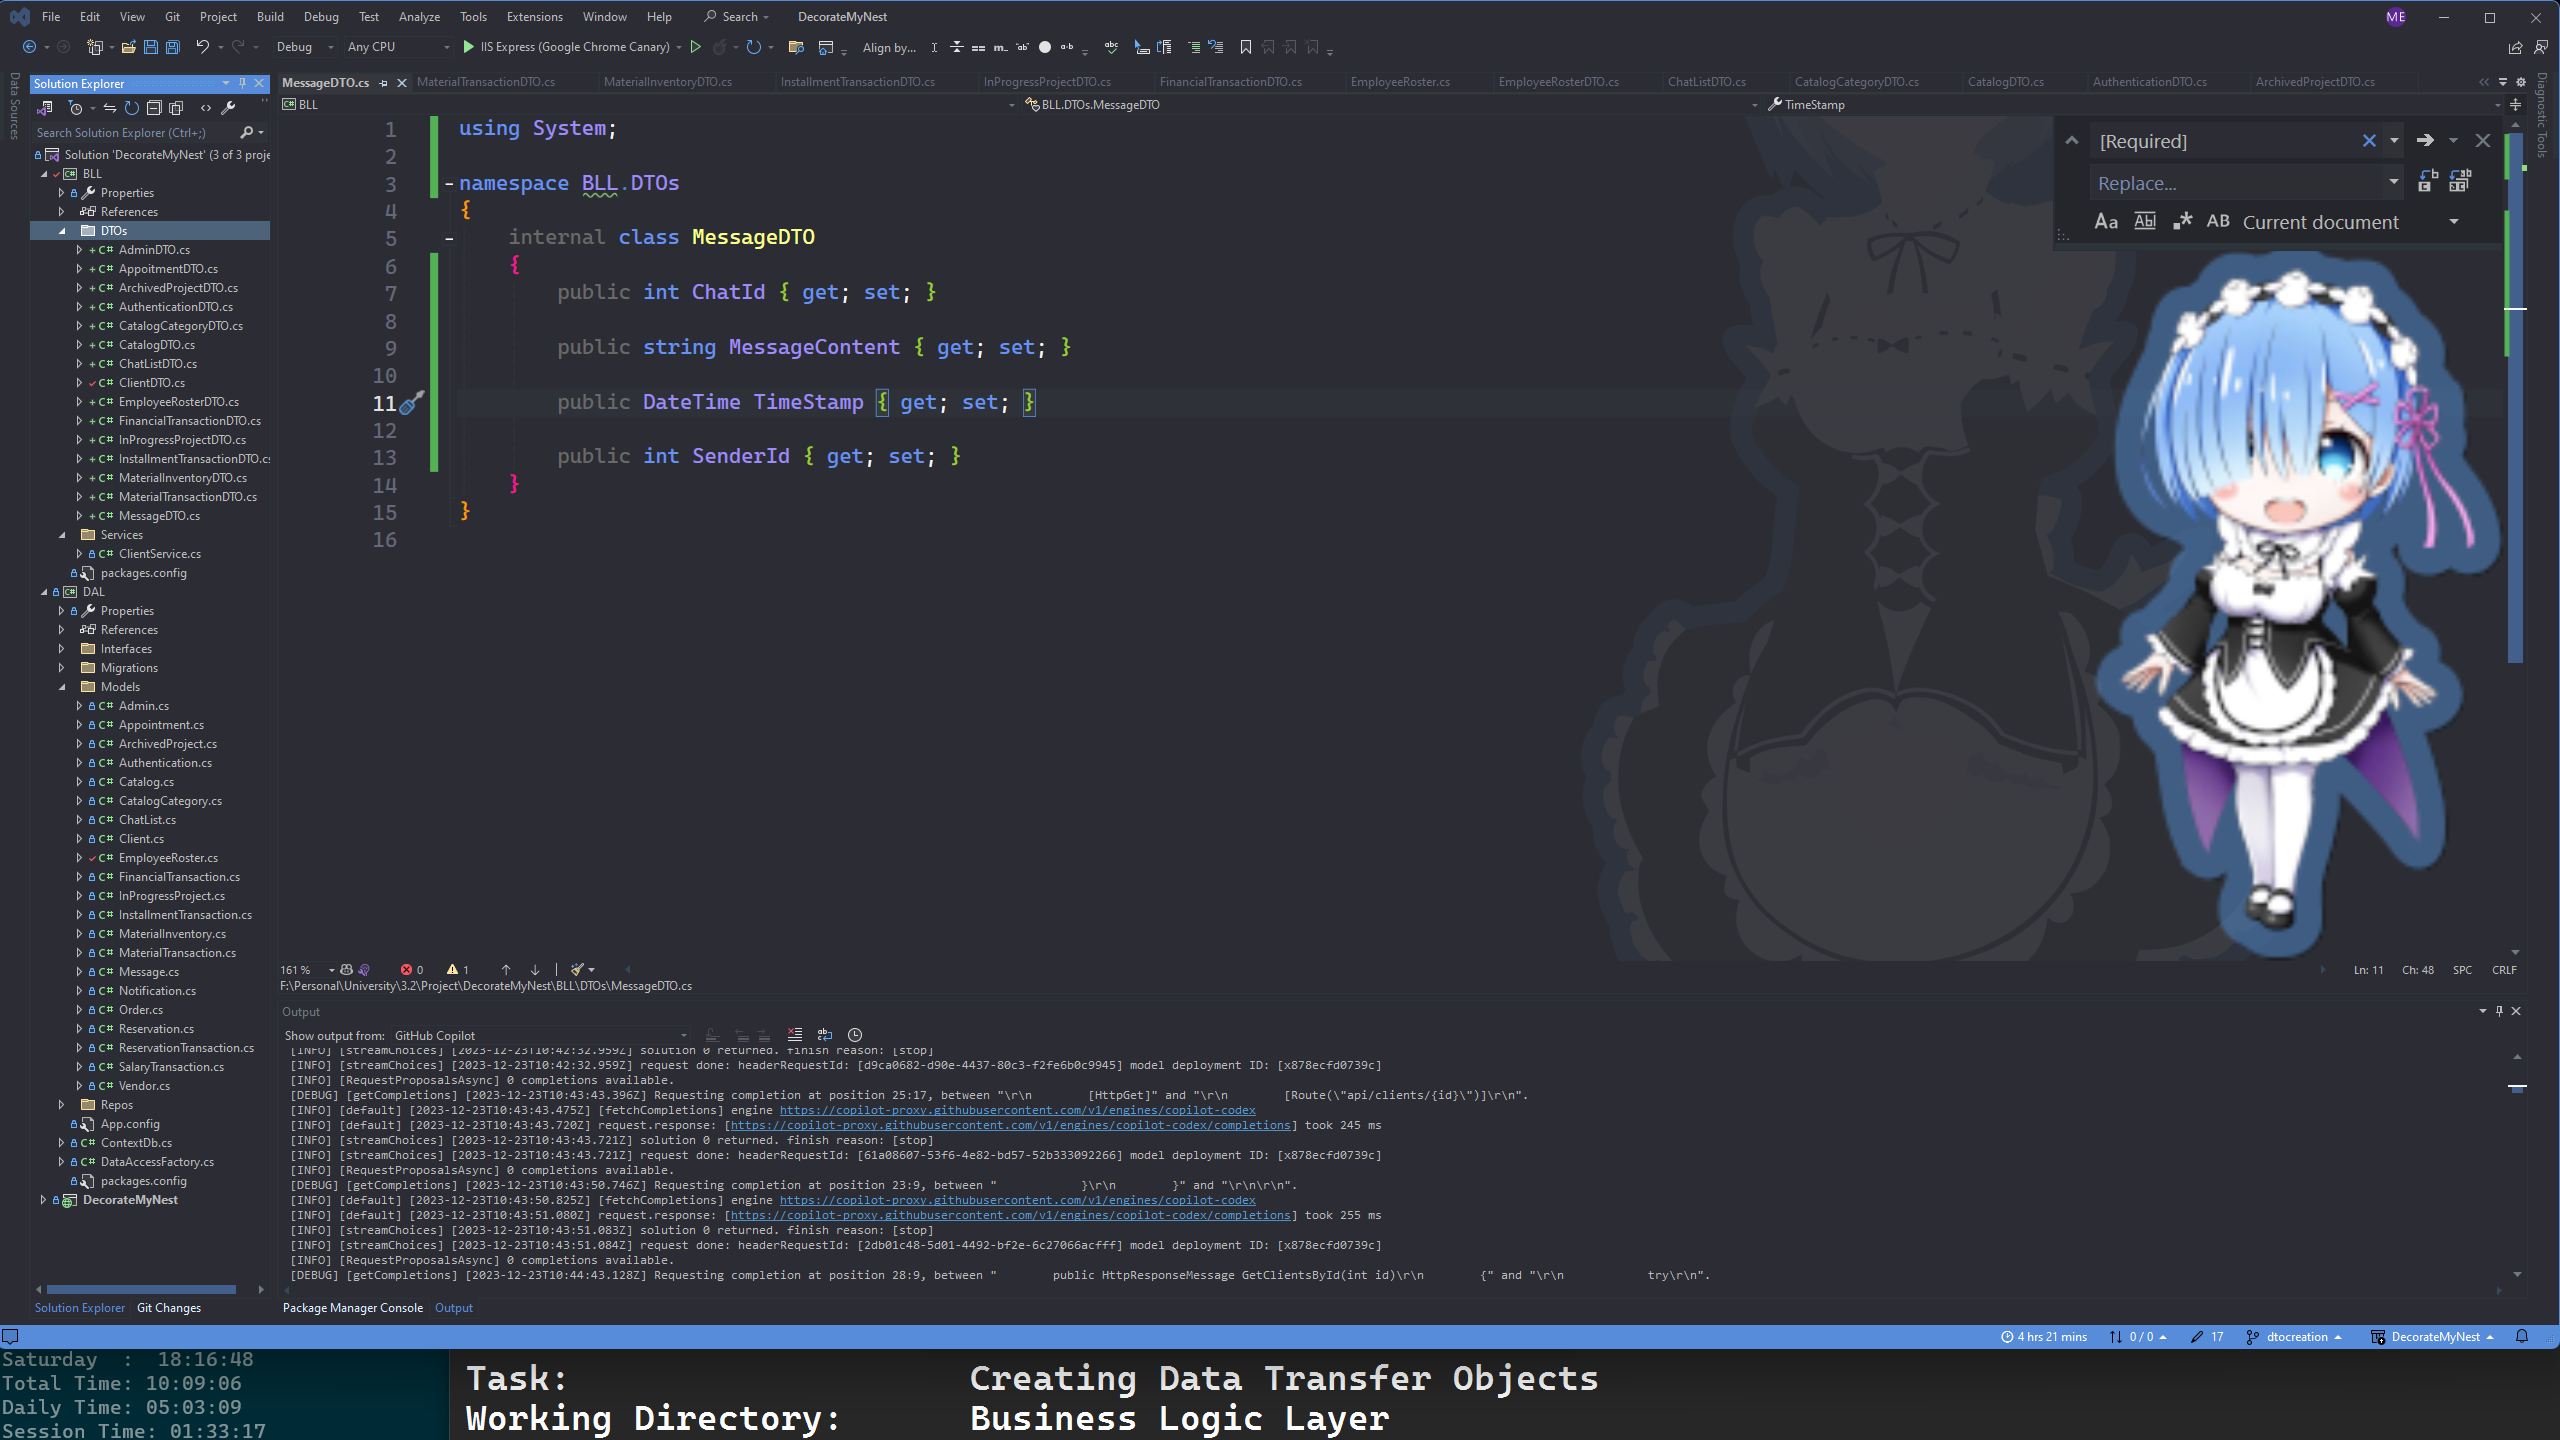 File Edit View Git Project Build Debug Test Analyze Tools Extensions Window Help Search DecorateMyNest ME
Debug Any CPU IIS Express (Google Chrome Canary) Align by...
Data Sources
Solution Explorer
Search Solution Explorer (Ctrl+;)
Solution 'DecorateMyNest' (3 of 3 proje
BLL
Properties
References
DTOs
AdminDTO.cs
AppoitmentDTO.cs
ArchivedProjectDTO.cs
AuthenticationDTO.cs
CatalogCategoryDTO.cs
CatalogDTO.cs
ChatListDTO.cs
ClientDTO.cs
EmployeeRosterDTO.cs
FinancialTransactionDTO.cs
InProgressProjectDTO.cs
InstallmentTransactionDTO.cs
MaterialInventoryDTO.cs
MaterialTransactionDTO.cs
MessageDTO.cs
Services
ClientService.cs
packages.config
DAL
Properties
References
Interfaces
Migrations
Models
Admin.cs
Appointment.cs
ArchivedProject.cs
Authentication.cs
Catalog.cs
CatalogCategory.cs
ChatList.cs
Client.cs
EmployeeRoster.cs
FinancialTransaction.cs
InProgressProject.cs
InstallmentTransaction.cs
MaterialInventory.cs
MaterialTransaction.cs
Message.cs
Notification.cs
Order.cs
Reservation.cs
ReservationTransaction.cs
SalaryTransaction.cs
Vendor.cs
Repos
App.config
ContextDb.cs
DataAccessFactory.cs
packages.config
DecorateMyNest
Solution Explorer Git Changes
MessageDTO.cs MaterialTransactionDTO.cs MaterialInventoryDTO.cs InstallmentTransactionDTO.cs InProgressProjectDTO.cs FinancialTransactionDTO.cs EmployeeRoster.cs EmployeeRosterDTO.cs ChatListDTO.cs CatalogCategoryDTO.cs CatalogDTO.cs AuthenticationDTO.cs ArchivedProjectDTO.cs
BLL BLL.DTOs.MessageDTO TimeStamp
1 using System;
2
3 namespace BLL.DTOs
4 {
5 internal class MessageDTO
6 {
7 public int ChatId { get; set; }
8
9 public string MessageContent { get; set; }
10
11 public DateTime TimeStamp { get; set; }
12
13 public int SenderId { get; set; }
14 }
15 }
16
[Required]
Replace...
Aa Abl .* AB Current document
Diagnostic Tools
161 % 0 1 Ln: 11 Ch: 48 SPC CRLF
F:\Personal\University\3.2\Project\DecorateMyNest\BLL\DTOs\MessageDTO.cs
Output
Show output from: GitHub Copilot
[INFO] [streamChoices] [2023-12-23T10:42:32.959Z] solution 0 returned. finish reason: [stop]
[INFO] [streamChoices] [2023-12-23T10:42:32.959Z] request done: headerRequestId: [d9ca0682-d90e-4437-80c3-f2fe6b0c9945] model deployment ID: [x878ecfd0739c]
[INFO] [RequestProposalsAsync] 0 completions available.
[DEBUG] [getCompletions] [2023-12-23T10:43:43.396Z] Requesting completion at position 25:17, between "\r\n [HttpGet]" and "\r\n [Route(\"api/clients/{id}\")]\r\n".
[INFO] [default] [2023-12-23T10:43:43.475Z] [fetchCompletions] engine https://copilot-proxy.githubusercontent.com/v1/engines/copilot-codex
[INFO] [default] [2023-12-23T10:43:43.720Z] request.response: [https://copilot-proxy.githubusercontent.com/v1/engines/copilot-codex/completions] took 245 ms
[INFO] [streamChoices] [2023-12-23T10:43:43.721Z] solution 0 returned. finish reason: [stop]
[INFO] [streamChoices] [2023-12-23T10:43:43.721Z] request done: headerRequestId: [61a08607-53f6-4e82-bd57-52b333092266] model deployment ID: [x878ecfd0739c]
[INFO] [RequestProposalsAsync] 0 completions available.
[DEBUG] [getCompletions] [2023-12-23T10:43:50.746Z] Requesting completion at position 23:9, between " }\r\n }" and "\r\n\r\n".
[INFO] [default] [2023-12-23T10:43:50.825Z] [fetchCompletions] engine https://copilot-proxy.githubusercontent.com/v1/engines/copilot-codex
[INFO] [default] [2023-12-23T10:43:51.080Z] request.response: [https://copilot-proxy.githubusercontent.com/v1/engines/copilot-codex/completions] took 255 ms
[INFO] [streamChoices] [2023-12-23T10:43:51.083Z] solution 0 returned. finish reason: [stop]
[INFO] [streamChoices] [2023-12-23T10:43:51.084Z] request done: headerRequestId: [2db01c48-5d01-4492-bf2e-6c27066acfff] model deployment ID: [x878ecfd0739c]
[INFO] [RequestProposalsAsync] 0 completions available.
[DEBUG] [getCompletions] [2023-12-23T10:44:43.128Z] Requesting completion at position 28:9, between " public HttpResponseMessage GetClientsById(int id)\r\n {" and "\r\n try\r\n".
Package Manager Console Output
4 hrs 21 mins 0 / 0 17 dtocreation DecorateMyNest
Saturday : 18:16:48
Total Time: 10:09:06
Daily Time: 05:03:09
Session Time: 01:33:17
Task: Creating Data Transfer Objects
Working Directory: Business Logic Layer